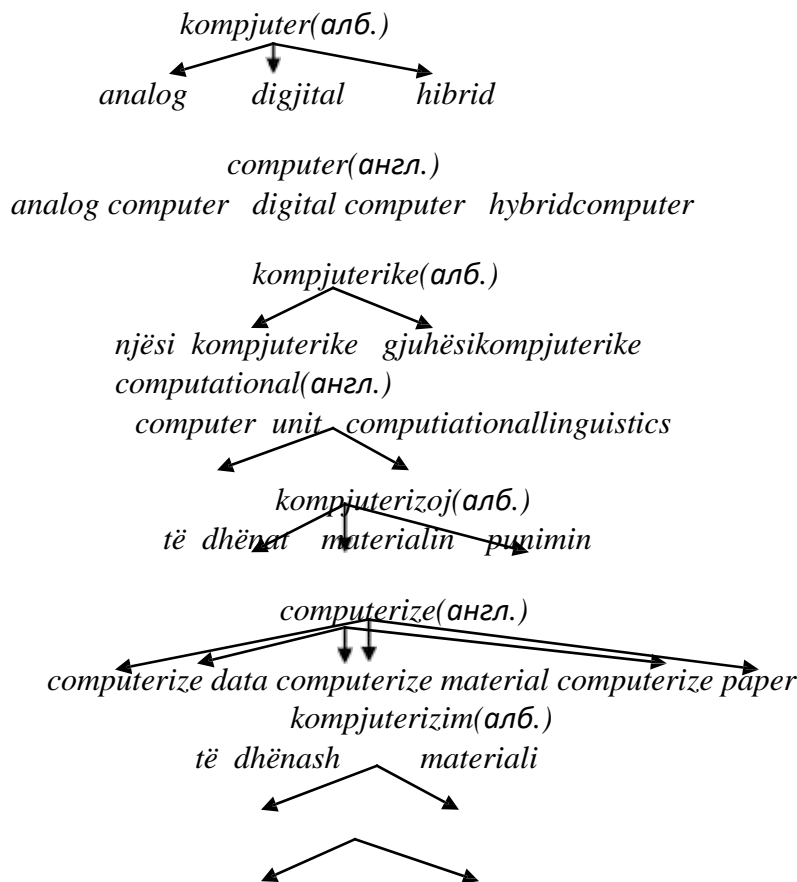 kompjuter(алб.)
analog digjital hibrid
computer(англ.)
analog computer digital computer hybridcomputer
kompjuterike(алб.)
njësi kompjuterike gjuhësikompjuterike
computational(англ.)
computer unit computiationallinguistics
kompjuterizoj(алб.)
të dhënat materialin punimin
computerize(англ.)
computerize data computerize material computerize paper
kompjuterizim(алб.)
të dhënash materiali